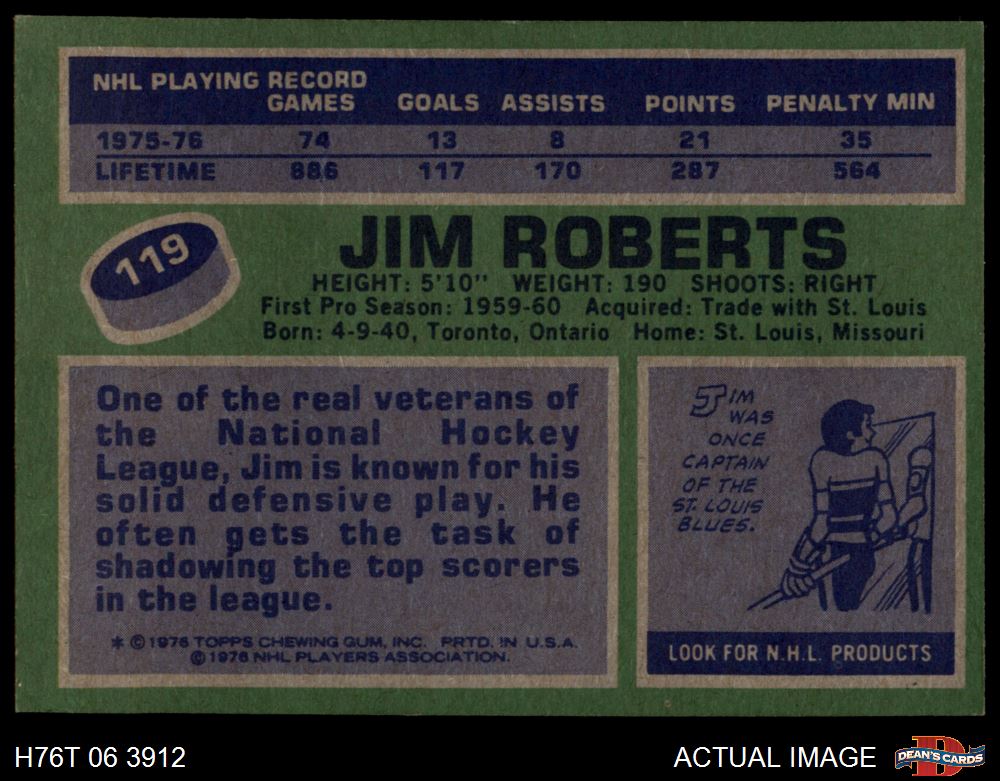 NHL PLAYING RECORD
GAMES GOALS ASSISTS POINTS PENALTY MIN
1975-76 74 13 8 21 35
LIFETIME 886 117 170 287 564
119
JIM ROBERTS
HEIGHT: 5'10" WEIGHT: 190 SHOOTS: RIGHT
First Pro Season: 1959-60 Acquired: Trade with St. Louis
Born: 4-9-40, Toronto, Ontario Home: St. Louis, Missouri
One of the real veterans of
the National Hockey
League, Jim is known for his
solid defensive play. He
often gets the task of
shadowing the top scorers
in the league.
* © 1976 TOPPS CHEWING GUM, INC. PRTD. IN U.S.A.
© 1976 NHL PLAYERS ASSOCIATION.
JIM
WAS
ONCE
CAPTAIN
OF THE
ST. LOUIS
BLUES.
LOOK FOR N.H.L. PRODUCTS
H76T 06 3912
ACTUAL IMAGE
D
DEAN'S CARDS